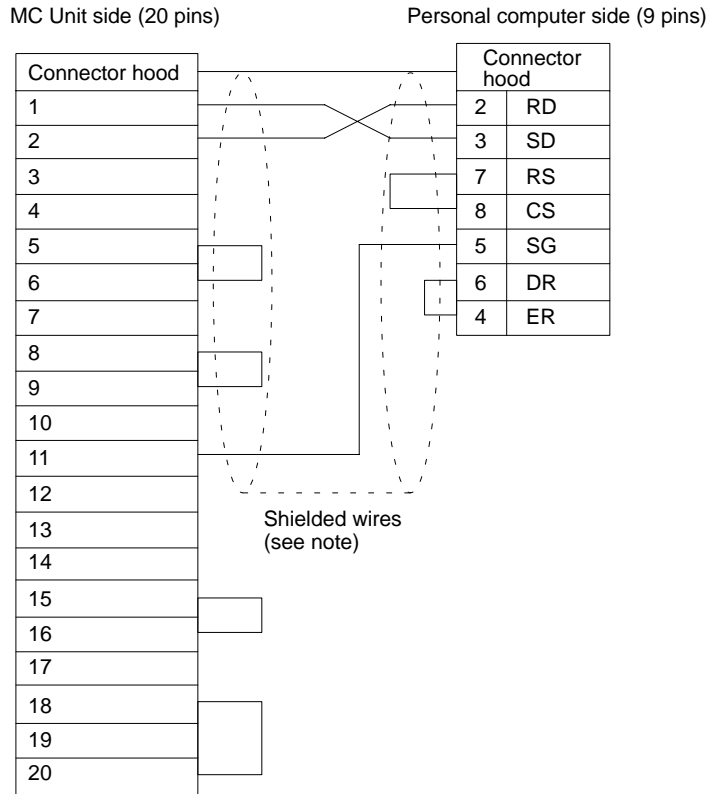 MC Unit side (20 pins)
Personal computer side (9 pins)
Connector hood
1
2
3
4
5
6
7
8
9
10
11
12
13
14
15
16
17
18
19
20
Connector
hood
2 RD
3 SD
7 RS
8 CS
5 SG
6 DR
4 ER
Shielded wires
(see note)